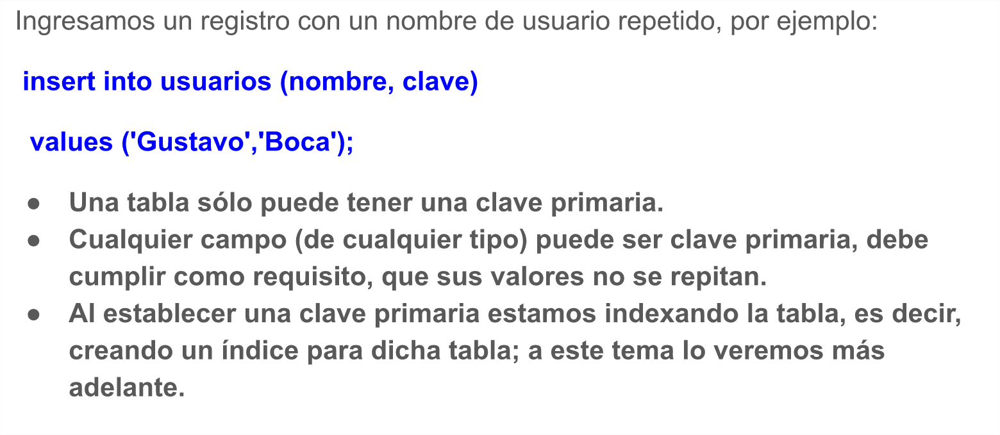 Ingresamos un registro con un nombre de usuario repetido, por ejemplo:
insert into usuarios (nombre, clave)
values ('Gustavo','Boca');
● Una tabla sólo puede tener una clave primaria.
● Cualquier campo (de cualquier tipo) puede ser clave primaria, debe
cumplir como requisito, que sus valores no se repitan.
● Al establecer una clave primaria estamos indexando la tabla, es decir,
creando un índice para dicha tabla; a este tema lo veremos más
adelante.